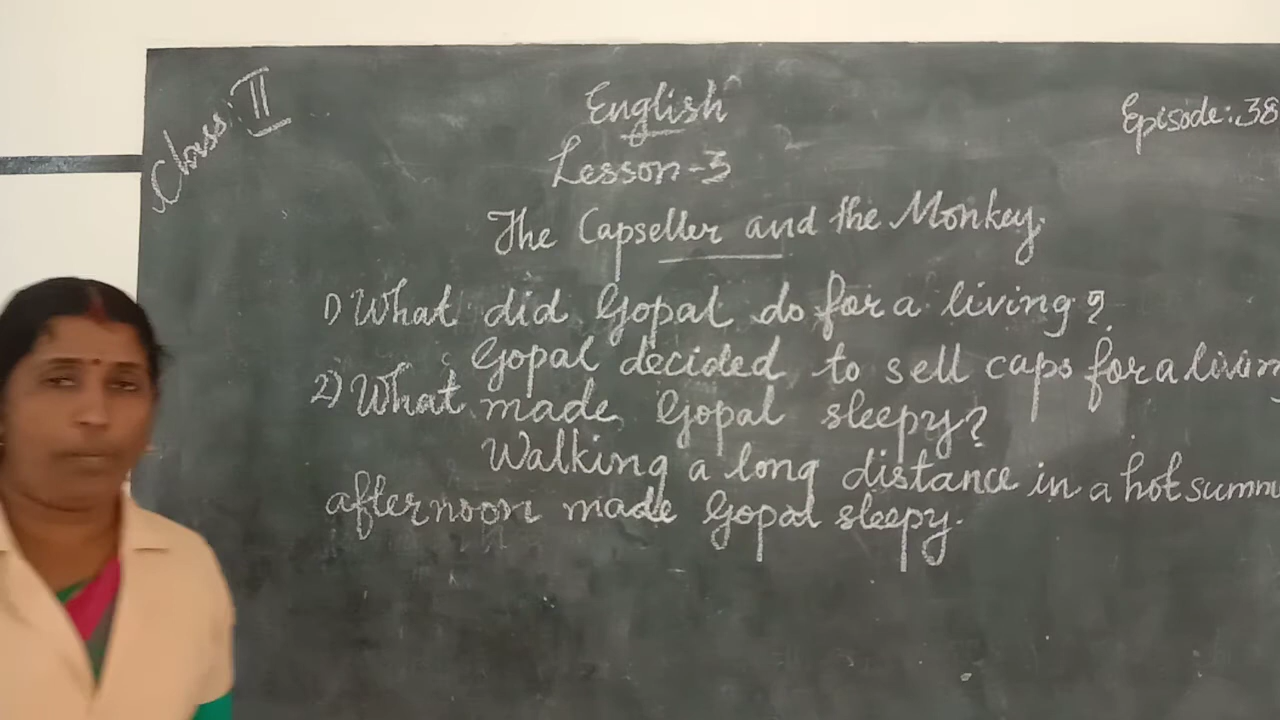 Class: II
English
Episode:.38
Lesson-3
The Capseller and the Monkey.
1) What did Gopal do for a living?
Gopal decided to sell caps for a living
2) What made Gopal sleepy?
Walking a long distance in a hot summ
afternoon made Gopal sleepy.